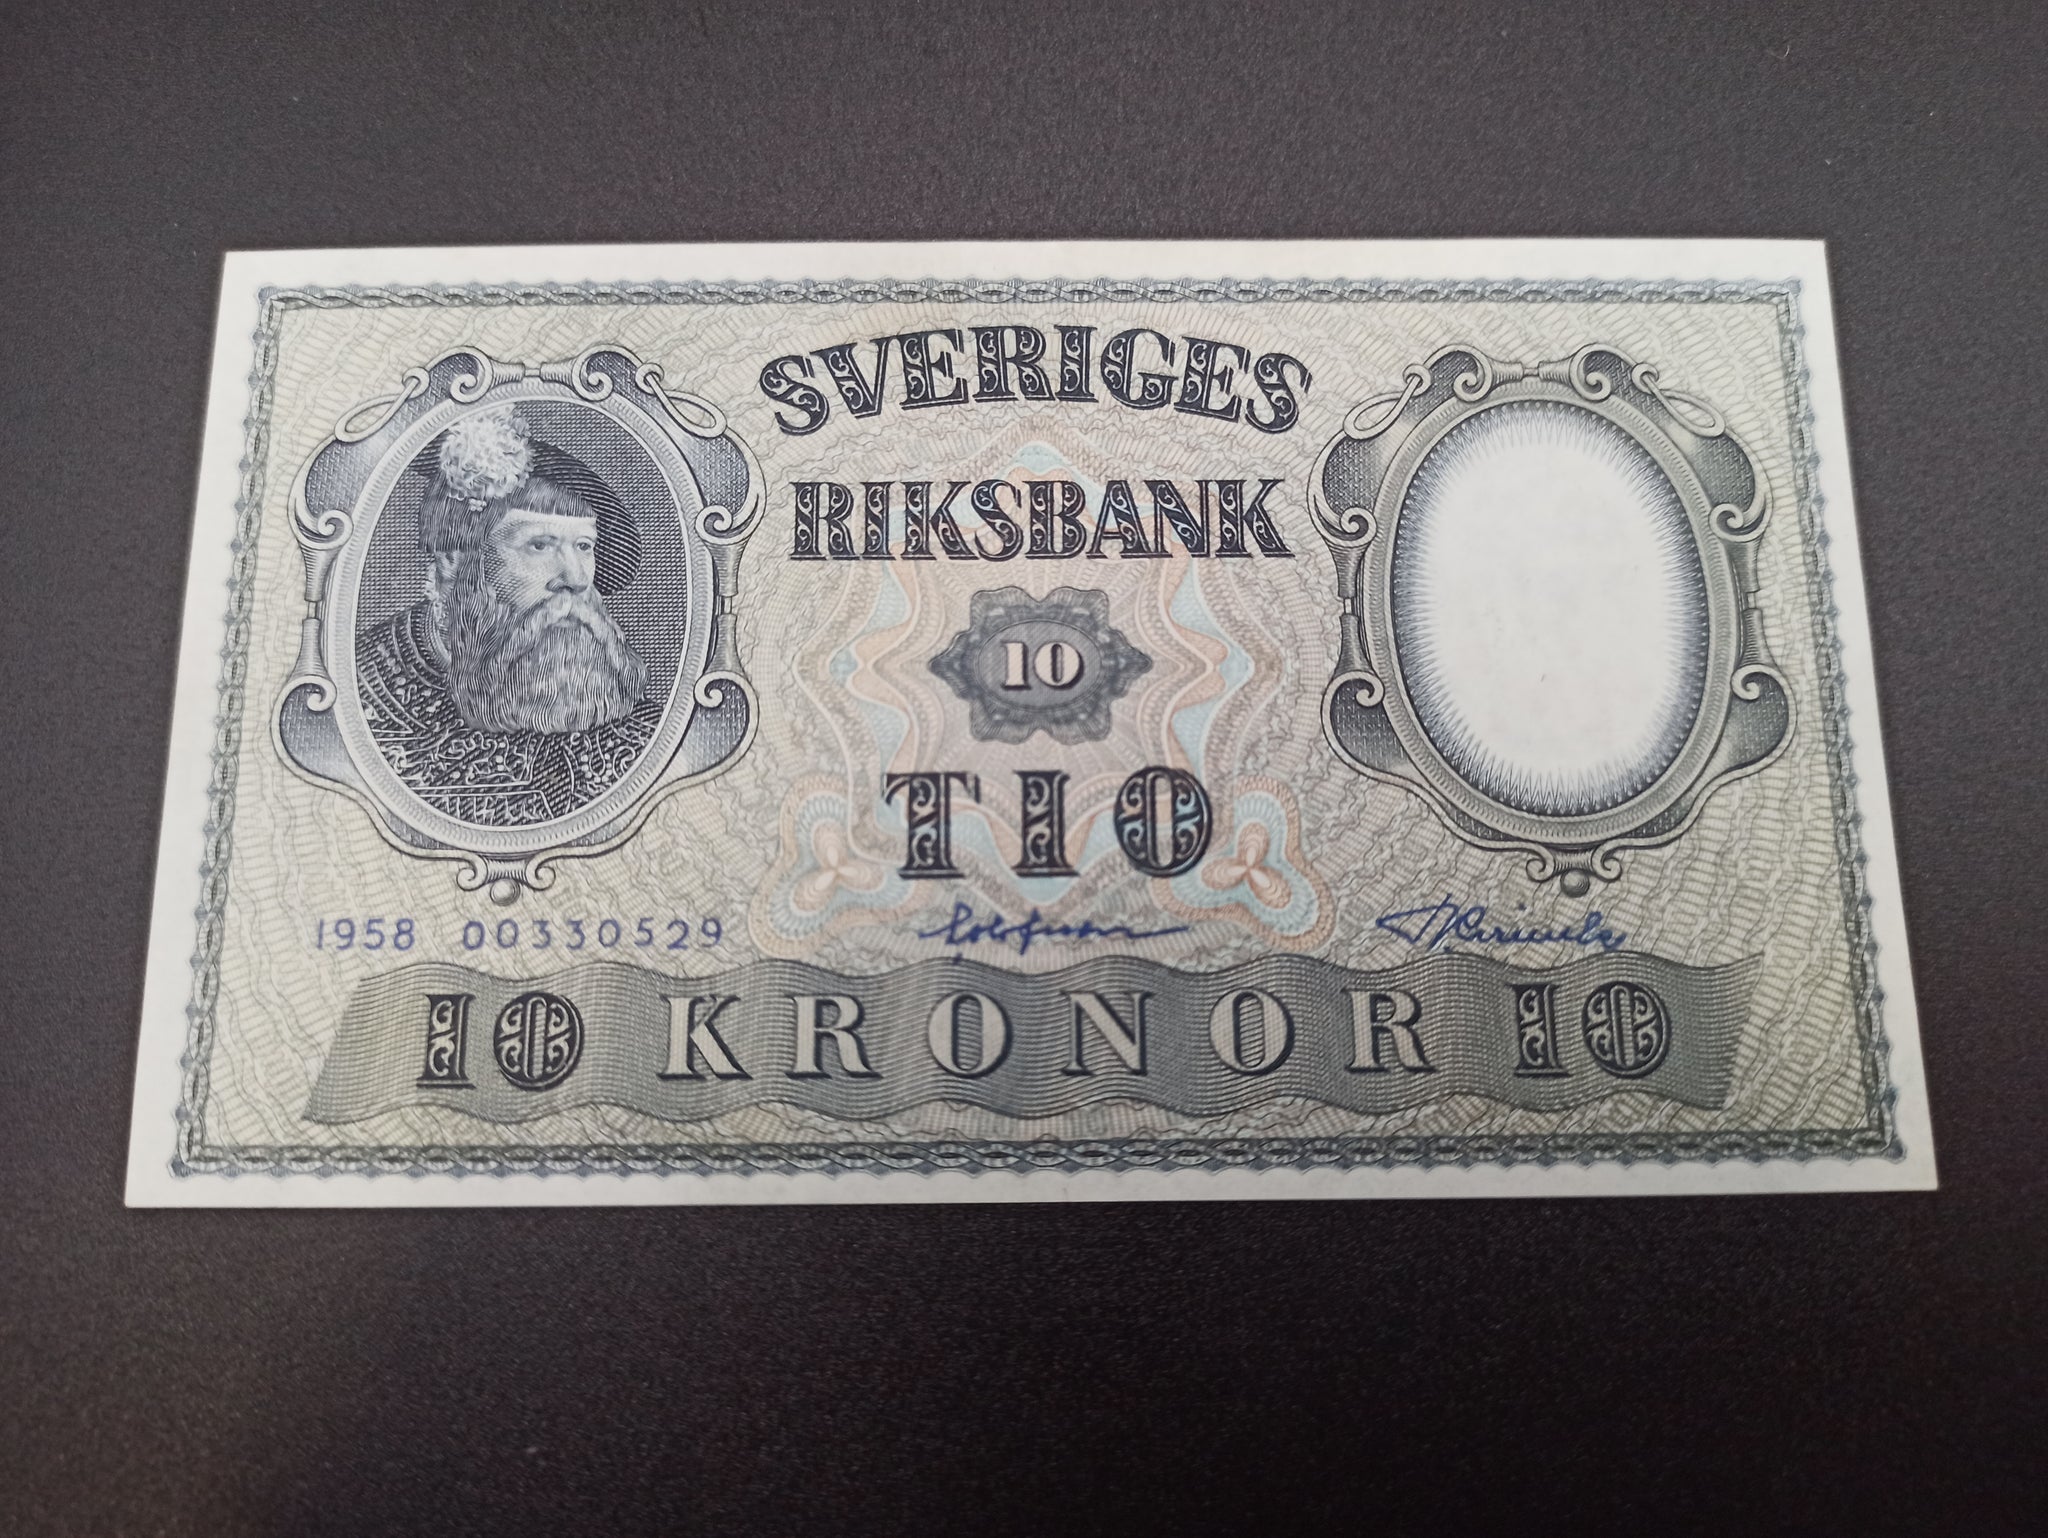 SVERIGES
RIKSBANK
10
TIO
1958 00330529
10 KRONOR 10